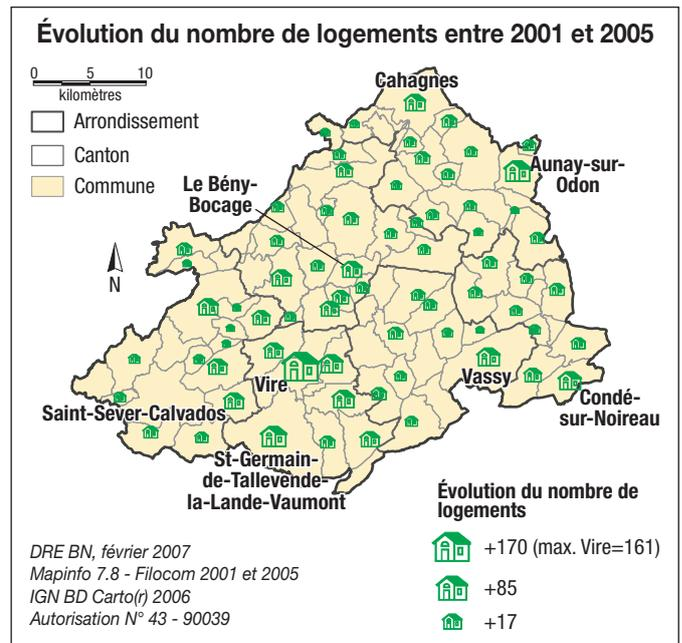 Évolution du nombre de logements entre 2001 et 2005
0 5 10
kilomètres
Arrondissement
Canton
Commune
N
Cahagnes
Aunay-sur-
Odon
Le Bény-
Bocage
Vire
Vassy
Condé-
sur-Noireau
Saint-Sever-Calvados
St-Germain-
de-Tallevende-
la-Lande-Vaumont
Évolution du nombre de
logements
+170 (max. Vire=161)
+85
+17
DRE BN, février 2007
Mapinfo 7.8 - Filocom 2001 et 2005
IGN BD Carto(r) 2006
Autorisation N° 43 - 90039